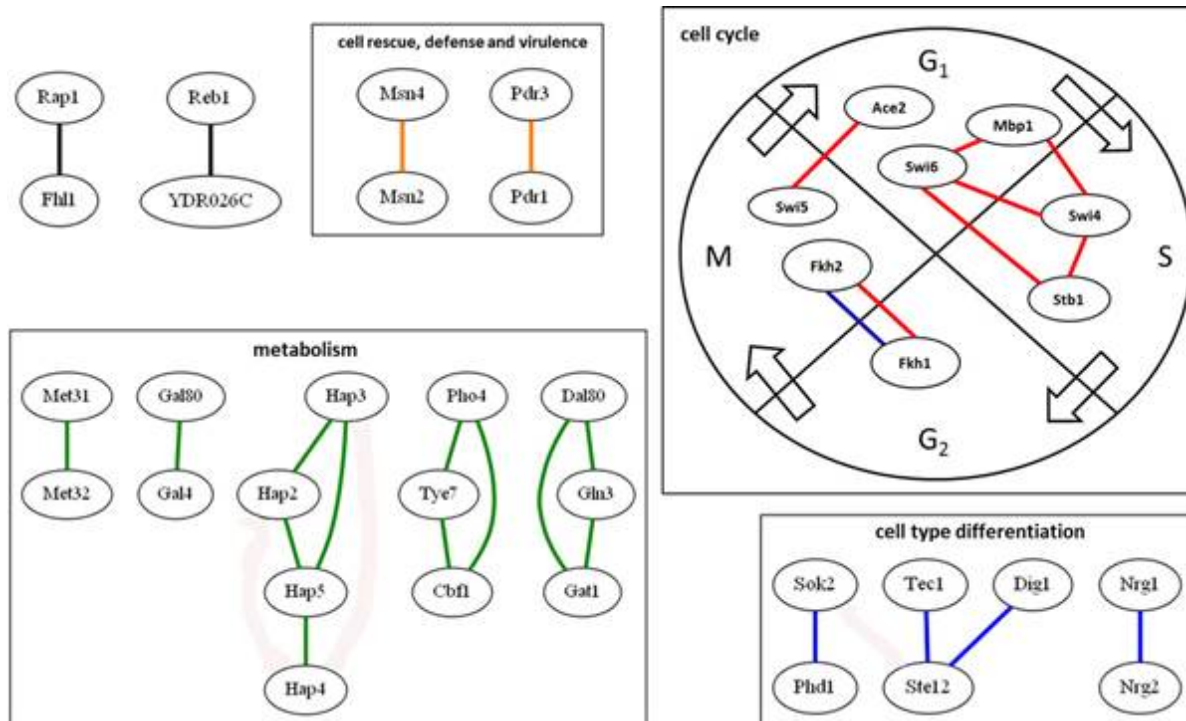 cell rescue, defense and virulence
Rap1
Reb1
Msn4
Pdr3
Fhl1
YDR026C
Msn2
Pdr1
cell cycle
G1
Ace2
Mbp1
Swi6
Swi5
Swi4
M
Fkh2
S
Stb1
Fkh1
G2
metabolism
Met31
Gal80
Hap3
Pho4
Dal80
Met32
Gal4
Hap2
Tye7
Gln3
Hap5
Cbf1
Gat1
Hap4
cell type differentiation
Sok2
Tec1
Dig1
Nrg1
Phd1
Ste12
Nrg2